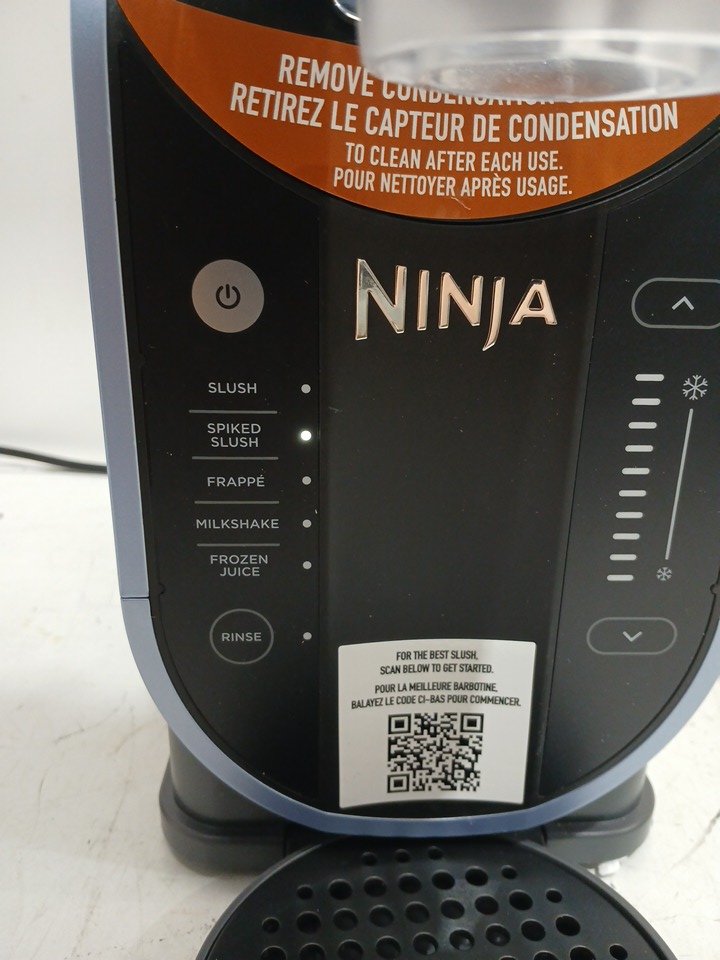 REMOVE CONDENSATION
RETIREZ LE CAPTEUR DE CONDENSATION
TO CLEAN AFTER EACH USE.
POUR NETTOYER APRÈS USAGE.
NINJA
SLUSH
SPIKED
SLUSH
FRAPPÉ
MILKSHAKE
FROZEN
JUICE
RINSE
FOR THE BEST SLUSH,
SCAN BELOW TO GET STARTED.
POUR LA MEILLEURE BARBOTINE,
BALAYEZ LE CODE CI-BAS POUR COMMENCER.